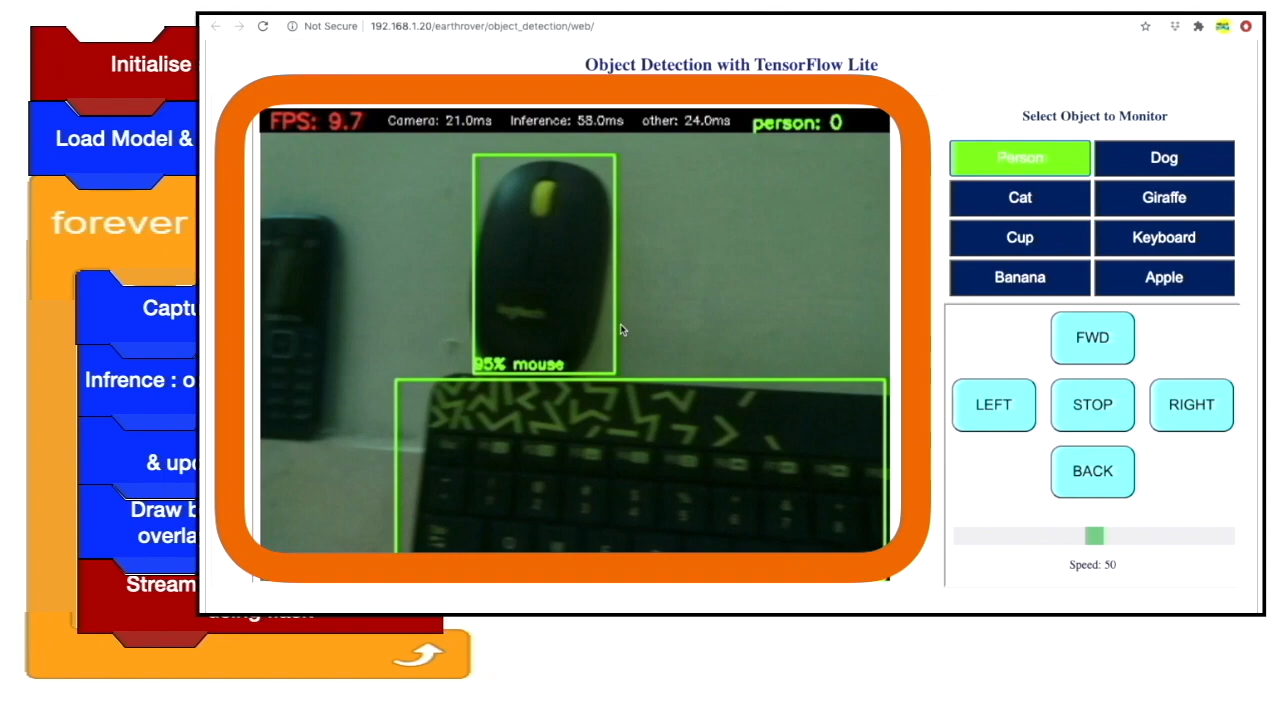 Not Secure 192.168.1.20/earthrover/object_detection/web/
Object Detection with TensorFlow Lite
Initialise
Load Model &
forever
Captu
Infrence : o
& upd
Draw b
overla
Stream
FPS: 9.7 Camera: 21.0ms Inference: 58.0ms other: 24.0ms person: 0
95% mouse
Select Object to Monitor
Person Dog
Cat Giraffe
Cup Keyboard
Banana Apple
FWD
LEFT STOP RIGHT
BACK
Speed: 50